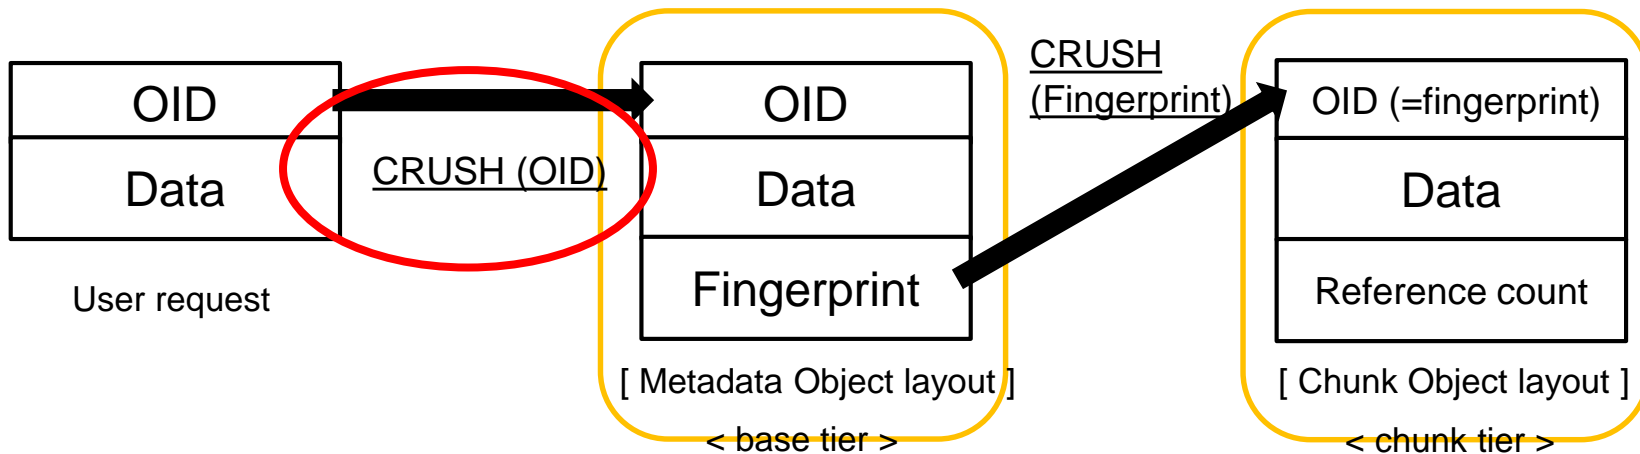 OID
Data
User request
CRUSH (OID)
OID
Data
Fingerprint
[ Metadata Object layout ]
< base tier >
CRUSH
(Fingerprint)
OID (=fingerprint)
Data
Reference count
[ Chunk Object layout ]
< chunk tier >